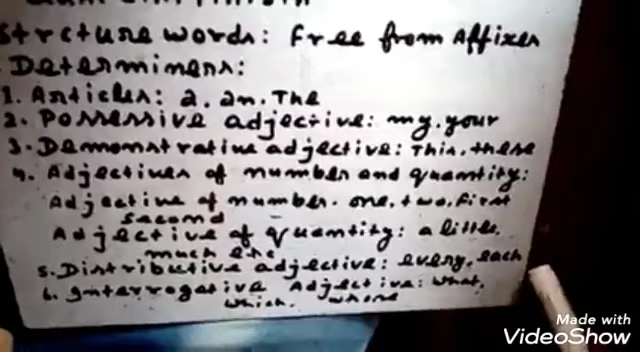 Strcture words: Free from Affixes
Determiners:
1. Articles: a. an. The
2. Possessive adjective: my. your
3. Demonstrative adjective: This. these
4. Adjectives of number and quantity:
Adjective of number. one, two, first
second
Adjective of quantity: a little,
much etc
5. Distributive adjective: every, each
6. Interrogative Adjective: what,
which. whose
Made with
VideoShow